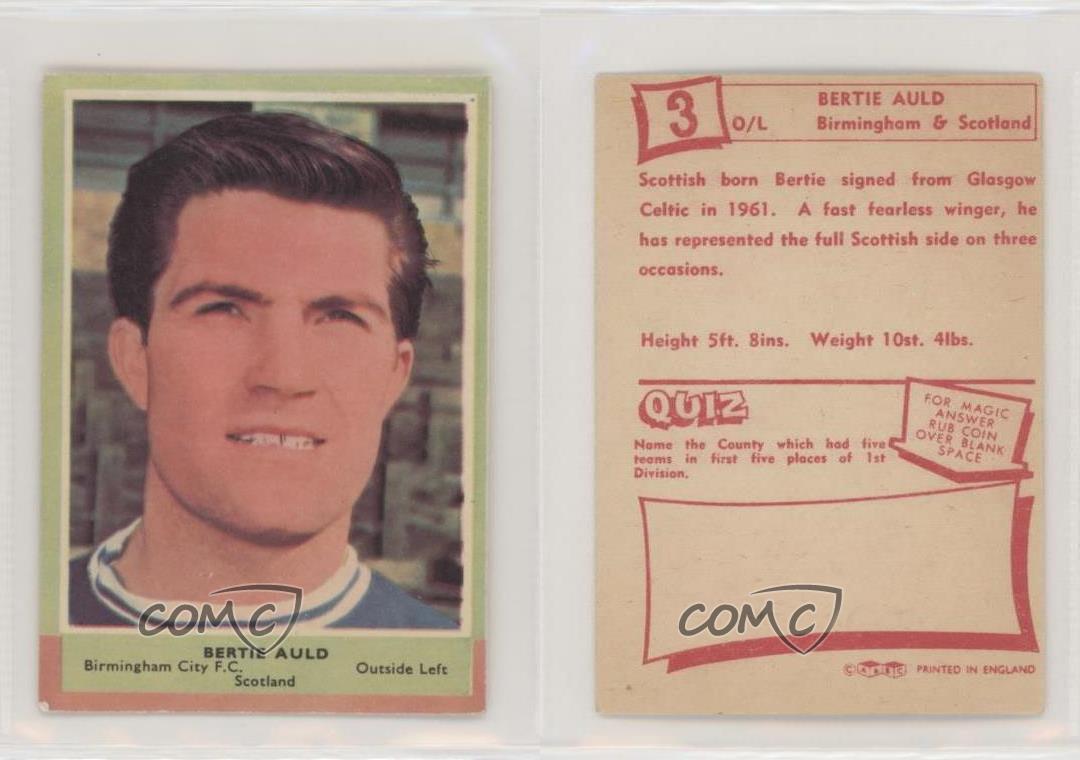 BERTIE AULD
Birmingham City F.C.
Outside Left
Scotland
COMC
3
O/L
BERTIE AULD
Birmingham & Scotland
Scottish born Bertie signed from Glasgow
Celtic in 1961. A fast fearless winger, he
has represented the full Scottish side on three
occasions.
Height 5ft. 8ins. Weight 10st. 4lbs.
QUIZ
FOR MAGIC
ANSWER
RUB COIN
OVER BLANK
SPACE
Name the County which had five
teams in first five places of 1st
Division.
COMC
PRINTED IN ENGLAND